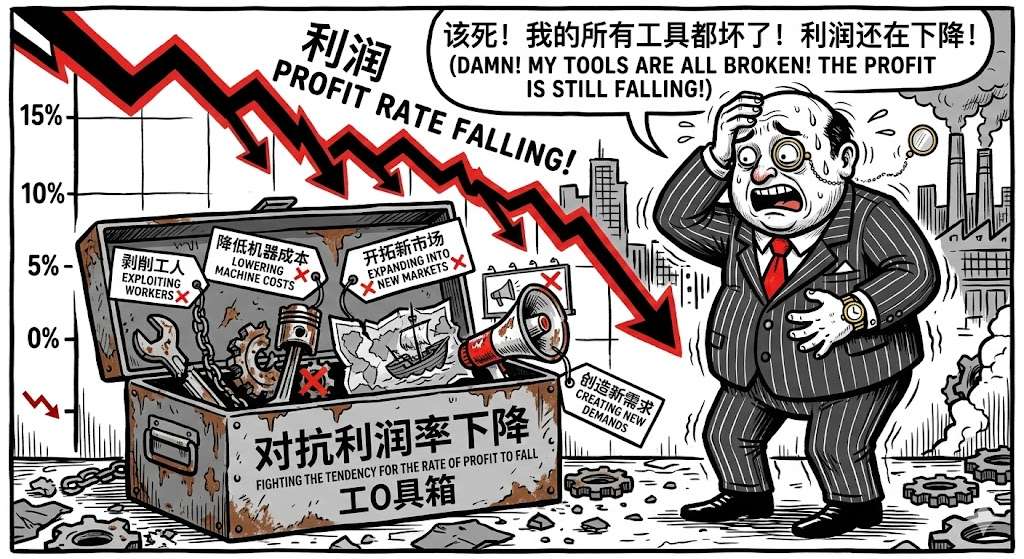 该死！我的所有工具都坏了！利润还在下降！
(DAMN! MY TOOLS ARE ALL BROKEN! THE PROFIT
IS STILL FALLING!)
利润
PROFIT RATE FALLING!
15%
10%
5%
0%
剥削工人
EXPLOITING
WORKERS
降低机器成本
LOWERING
MACHINE COSTS
开拓新市场
EXPANDING INTO
NEW MARKETS
创造新需求
CREATING NEW
DEMANDS
对抗利润率下降
FIGHTING THE TENDENCY FOR THE RATE OF PROFIT TO FALL
工O具箱